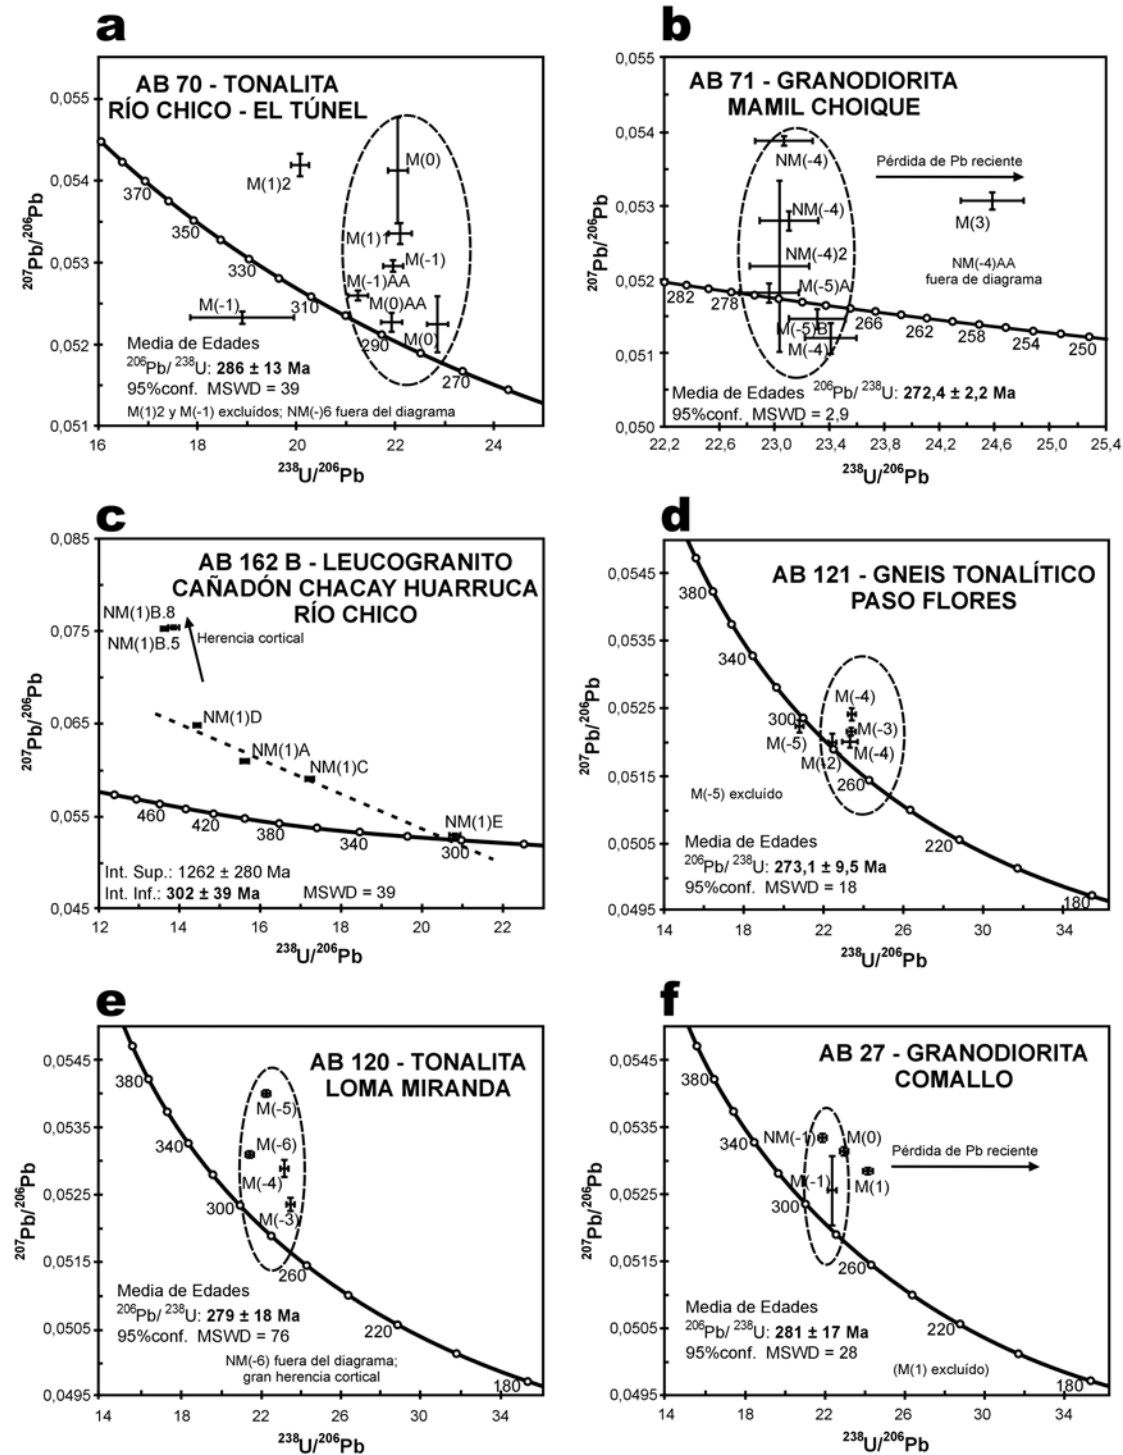 a
AB 70 - TONALITA
RÍO CHICO - EL TÚNEL
0,055
0,054
0,053
0,052
0,051
207Pb/206Pb
370
350
330
310
290
270
M(1)2
M(0)
M(1)1
M(-1)
M(-1)AA
M(-1)
M(0)AA
M(0)
Media de Edades
206Pb/ 238U: 286 ± 13 Ma
95%conf. MSWD = 39
M(1)2 y M(-1) excluidos; NM(-)6 fuera del diagrama
16
18
20
22
24
238U/206Pb
b
AB 71 - GRANODIORITA
MAMIL CHOIQUE
0,055
0,054
0,053
0,052
0,051
0,050
207Pb/206Pb
NM(-4)
Pérdida de Pb reciente
NM(-4)
M(3)
NM(-4)2
NM(-4)AA
fuera de diagrama
M(-5)A
M(-5)B
M(-4)
282
278
266
262
258
254
250
Media de Edades 206Pb/ 238U: 272,4 ± 2,2 Ma
95%conf. MSWD = 2,9
22,2
22,6
23,0
23,4
23,8
24,2
24,6
25,0
25,4
238U/206Pb
c
AB 162 B - LEUCOGRANITO
CAÑADÓN CHACAY HUARRUCA
RÍO CHICO
0,085
0,075
0,065
0,055
0,045
207Pb/206Pb
NM(1)B.8
NM(1)B.5
Herencia cortical
NM(1)D
NM(1)A
NM(1)C
NM(1)E
460
420
380
340
300
Int. Sup.: 1262 ± 280 Ma
Int. Inf.: 302 ± 39 Ma MSWD = 39
12
14
16
18
20
22
238U/206Pb
d
AB 121 - GNEIS TONALÍTICO
PASO FLORES
0,0545
0,0535
0,0525
0,0515
0,0505
0,0495
207Pb/206Pb
380
340
300
260
220
180
M(-4)
M(-3)
M(-5)
M(-4)
M(-2)
M(-5) excluído
Media de Edades
206Pb/ 238U: 273,1 ± 9,5 Ma
95%conf. MSWD = 18
14
18
22
26
30
34
238U/206Pb
e
AB 120 - TONALITA
LOMA MIRANDA
0,0545
0,0535
0,0525
0,0515
0,0505
0,0495
207Pb/206Pb
380
340
300
260
220
180
M(-5)
M(-6)
M(-4)
M(-3)
Media de Edades
206Pb/ 238U: 279 ± 18 Ma
95%conf. MSWD = 76
NM(-6) fuera del diagrama;
gran herencia cortical
14
18
22
26
30
34
238U/206Pb
f
AB 27 - GRANODIORITA
COMALLO
0,0545
0,0535
0,0525
0,0515
0,0505
0,0495
207Pb/206Pb
380
340
300
260
220
180
NM(-1)
M(0)
Pérdida de Pb reciente
M(-1)
M(1)
Media de Edades
206Pb/ 238U: 281 ± 17 Ma
95%conf. MSWD = 28
(M(1) excluído)
14
18
22
26
30
34
238U/206Pb